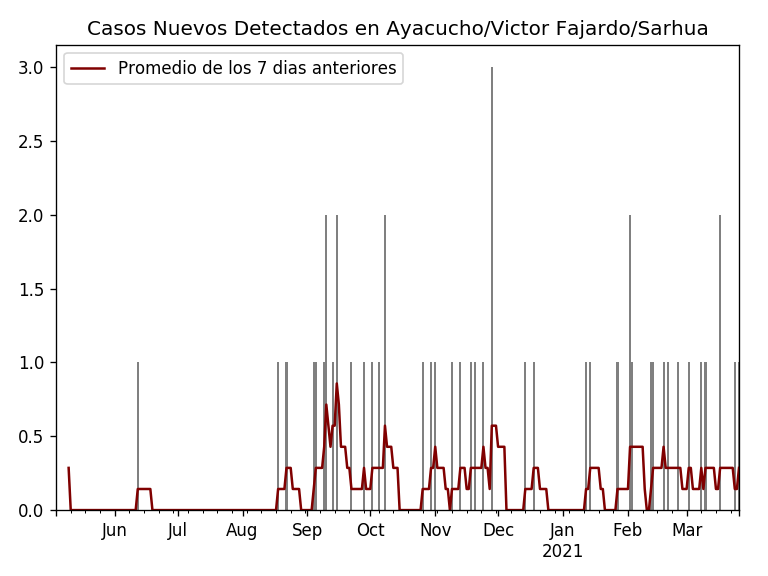 Casos Nuevos Detectados en Ayacucho/Victor Fajardo/Sarhua
Promedio de los 7 dias anteriores
3.0
2.5
2.0
1.5
1.0
0.5
0.0
Jun Jul Aug Sep Oct Nov Dec Jan Feb Mar
2021